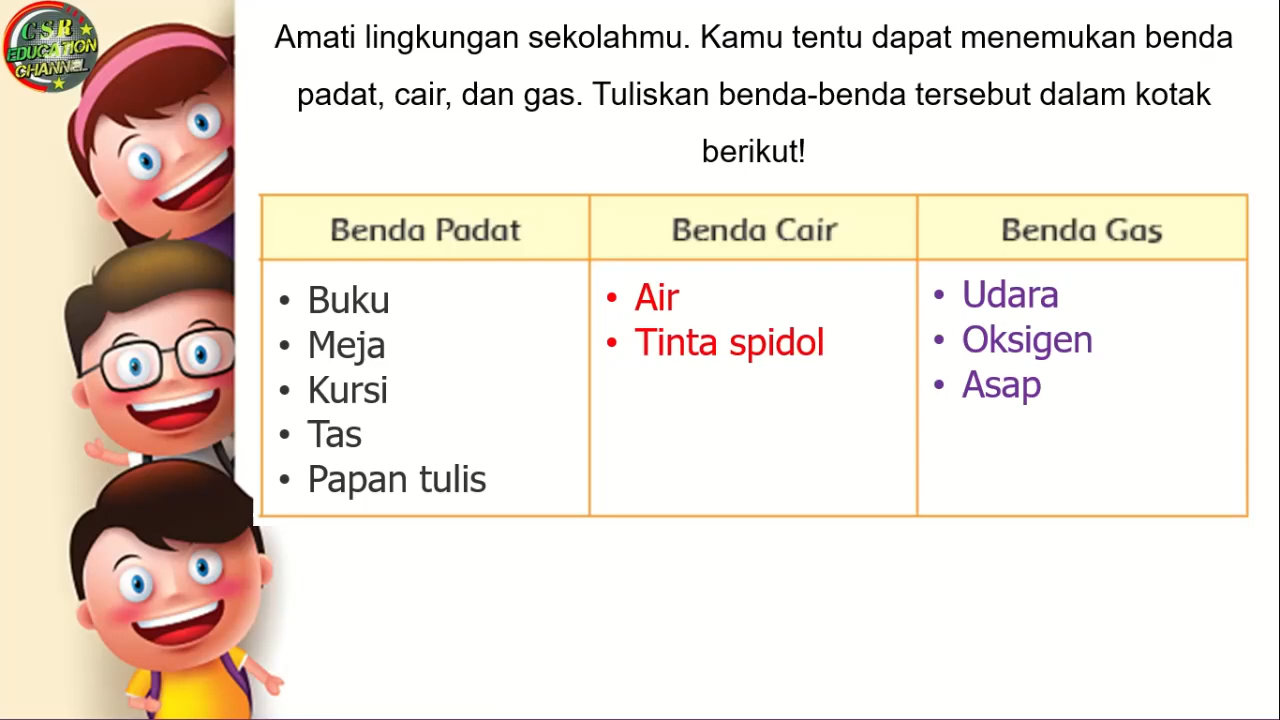 CSR
EDUCATION
CHANNEL
Amati lingkungan sekolahmu. Kamu tentu dapat menemukan benda
padat, cair, dan gas. Tuliskan benda-benda tersebut dalam kotak
berikut!
Benda Padat
Benda Cair
Benda Gas
• Buku
• Meja
• Kursi
• Tas
• Papan tulis
• Air
• Tinta spidol
• Udara
• Oksigen
• Asap